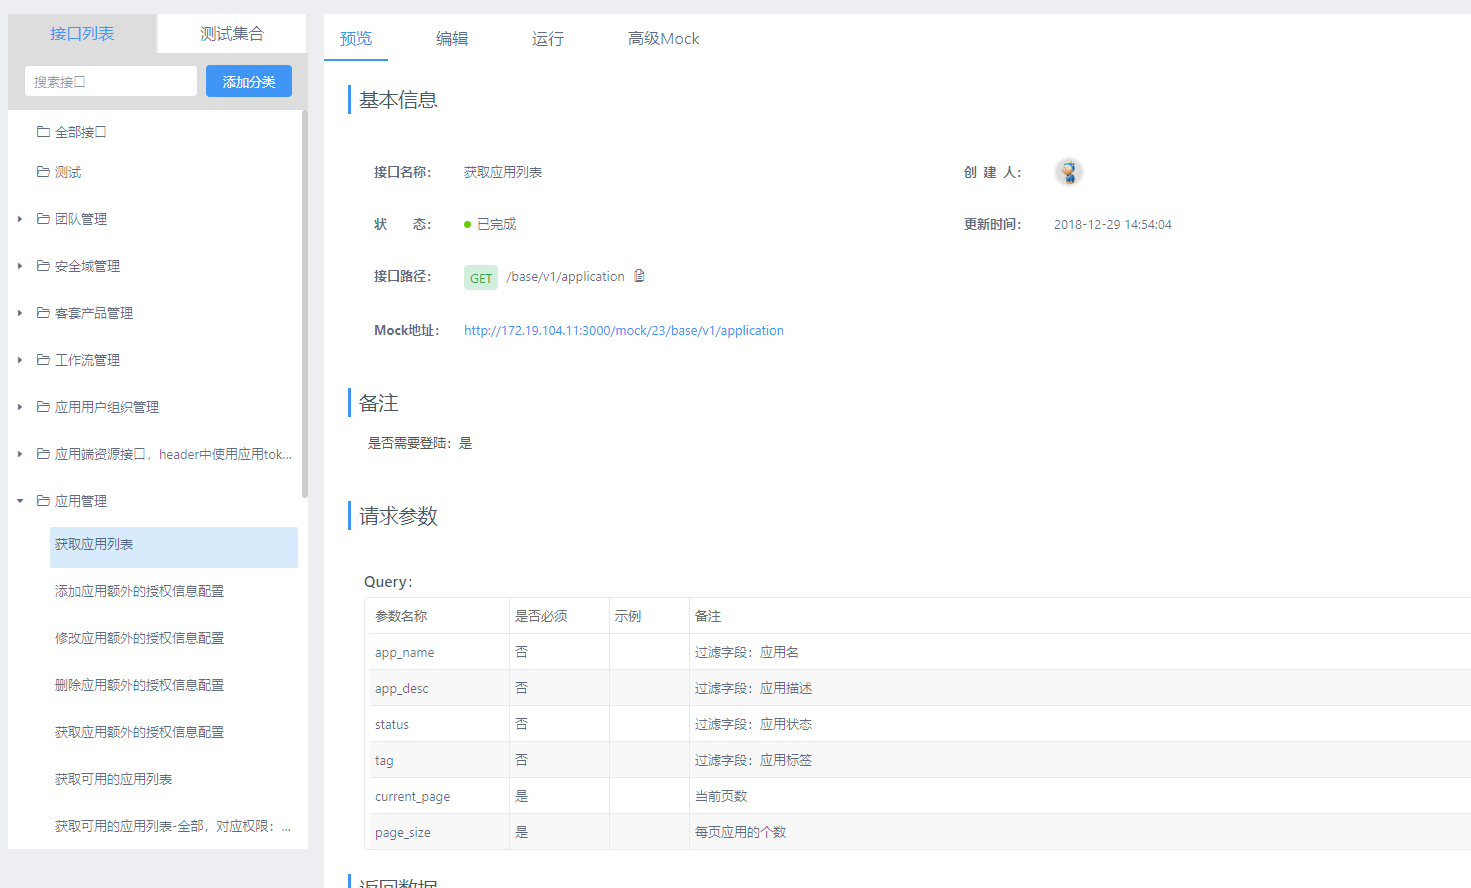 接口列表
测试集合
搜索接口
添加分类
全部接口
测试
团队管理
安全域管理
客套产品管理
工作流管理
应用用户组织管理
应用端资源接口，header中使用应用tok...
应用管理
获取应用列表
添加应用额外的授权信息配置
修改应用额外的授权信息配置
删除应用额外的授权信息配置
获取应用额外的授权信息配置
获取可用的应用列表
获取可用的应用列表-全部，对应权限：...
预览 编辑 运行 高级Mock
基本信息
接口名称： 获取应用列表 创 建 人：
状 态： 已完成 更新时间： 2018-12-29 14:54:04
接口路径： GET /base/v1/application
Mock地址： http://172.19.104.11:3000/mock/23/base/v1/application
备注
是否需要登陆：是
请求参数
Query：
参数名称 是否必须 示例 备注
app_name 否 过滤字段：应用名
app_desc 否 过滤字段：应用描述
status 否 过滤字段：应用状态
tag 否 过滤字段：应用标签
current_page 是 当前页数
page_size 是 每页应用的个数
返回数据